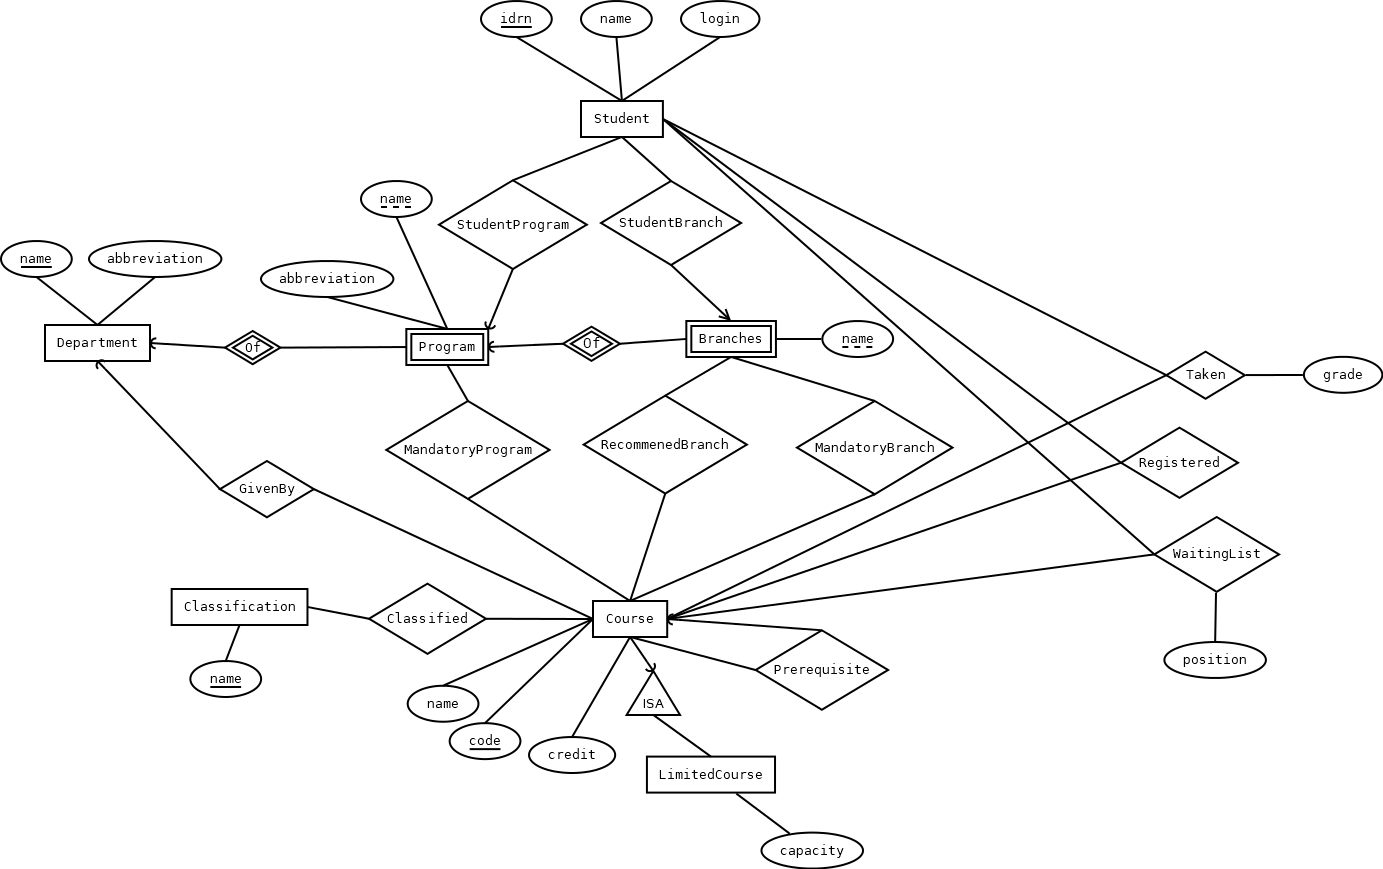 idrn
name
login
Student
name
StudentProgram
StudentBranch
name
abbreviation
abbreviation
Department
Of
Program
Of
Branches
name
Taken
grade
MandatoryProgram
RecommenedBranch
MandatoryBranch
Registered
GivenBy
WaitingList
Classification
Classified
Course
Prerequisite
position
name
name
ISA
code
credit
LimitedCourse
capacity